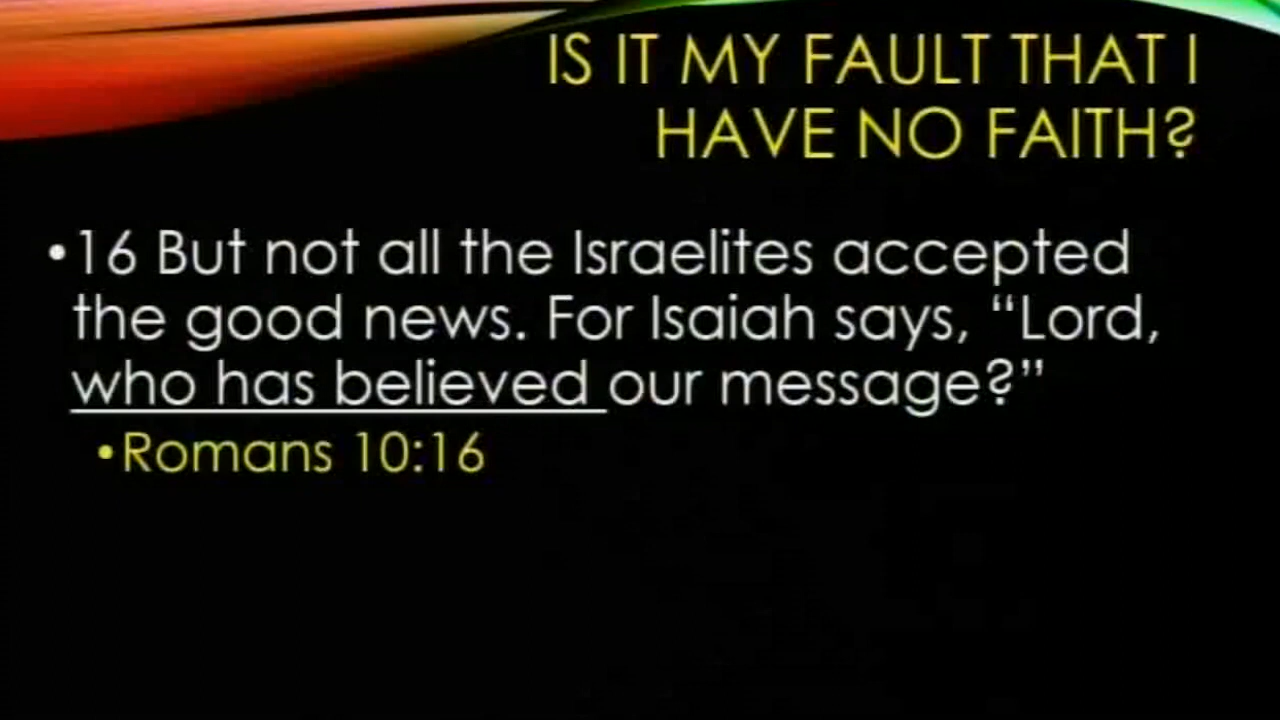 IS IT MY FAULT THAT I
HAVE NO FAITH?
•16 But not all the Israelites accepted
the good news. For Isaiah says, “Lord,
who has believed our message?”
•Romans 10:16